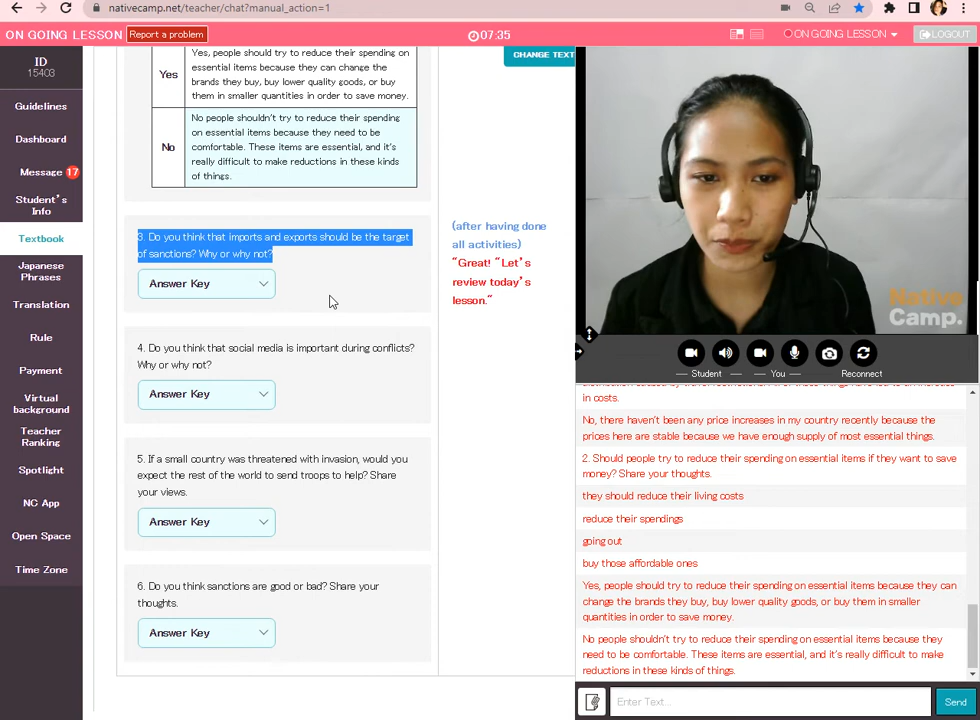 nativecamp.net/teacher/chat?manual_action=1
ON GOING LESSON
Report a problem
07:35
ON GOING LESSON
LOGOUT
ID
15403
Guidelines
Dashboard
Message 17
Student's
Info
Textbook
Japanese
Phrases
Translation
Rule
Payment
Virtual
background
Teacher
Ranking
Spotlight
NC App
Open Space
Time Zone
CHANGE TEXT
Yes
Yes, people should try to reduce their spending on
essential items because they can change the
brands they buy, buy lower quality goods, or buy
them in smaller quantities in order to save money.
No
No people shouldn't try to reduce their spending
on essential items because they need to be
comfortable. These items are essential, and it's
really difficult to make reductions in these kinds
of things.
3. Do you think that imports and exports should be the target
of sanctions? Why or why not?
Answer Key
4. Do you think that social media is important during conflicts?
Why or why not?
Answer Key
5. If a small country was threatened with invasion, would you
expect the rest of the world to send troops to help? Share
your views.
Answer Key
6. Do you think sanctions are good or bad? Share your
thoughts.
Answer Key
(after having done
all activities)
"Great! "Let's
review today's
lesson."
Native
Camp.
Student
You
Reconnect
in costs.
No, there haven't been any price increases in my country recently because the
prices here are stable because we have enough supply of most essential things.
2. Should people try to reduce their spending on essential items if they want to save
money? Share your thoughts.
they should reduce their living costs
reduce their spendings
going out
buy those affordable ones
Yes, people should try to reduce their spending on essential items because they can
change the brands they buy, buy lower quality goods, or buy them in smaller
quantities in order to save money.
No people shouldn't try to reduce their spending on essential items because they
need to be comfortable. These items are essential, and it's really difficult to make
reductions in these kinds of things.
Enter Text...
Send